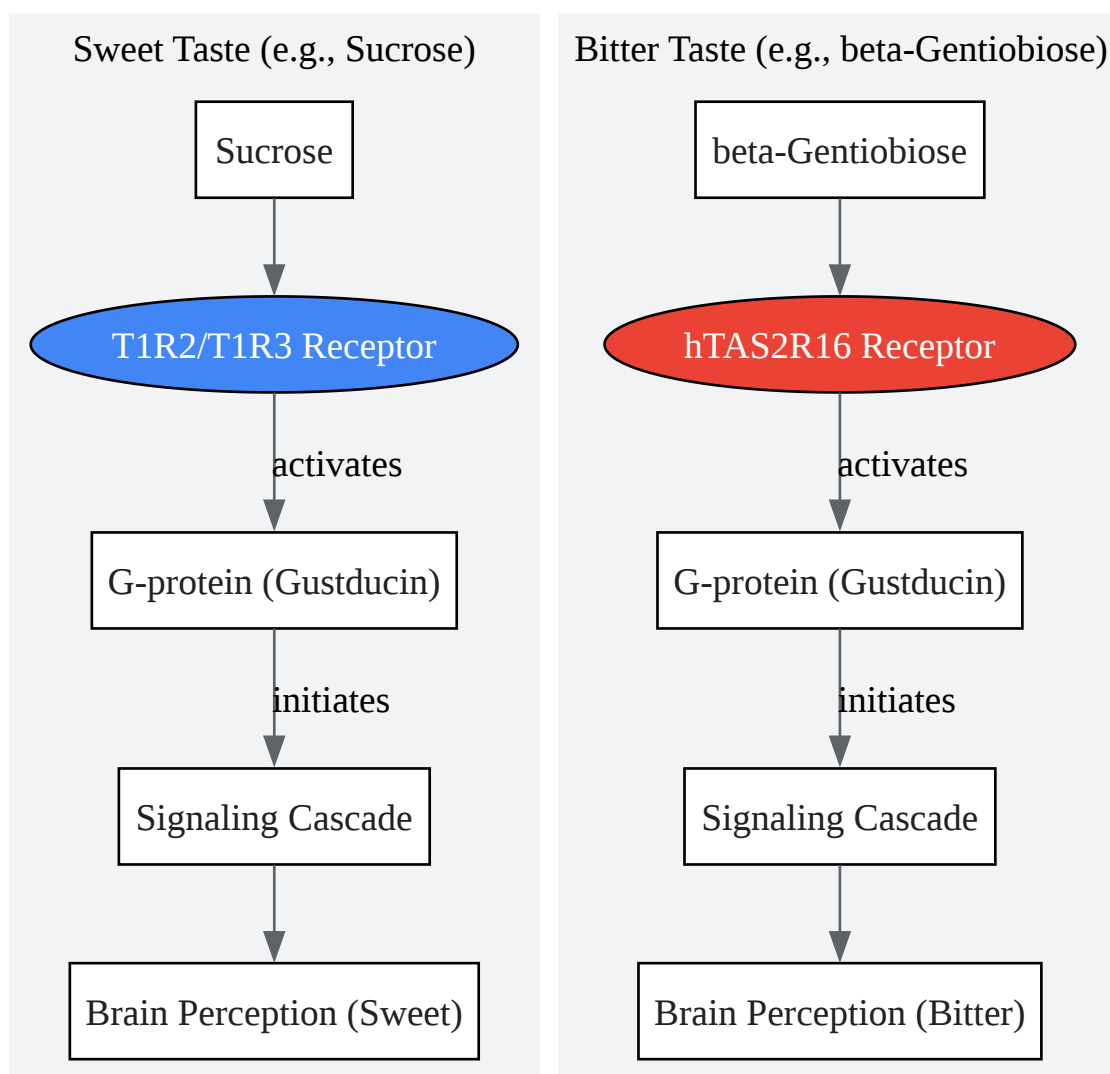 Sweet Taste (e.g., Sucrose)
Sucrose
T1R2/T1R3 Receptor
activates
G-protein (Gustducin)
initiates
Signaling Cascade
Brain Perception (Sweet)
Bitter Taste (e.g., beta-Gentiobiose)
beta-Gentiobiose
hTAS2R16 Receptor
activates
G-protein (Gustducin)
initiates
Signaling Cascade
Brain Perception (Bitter)